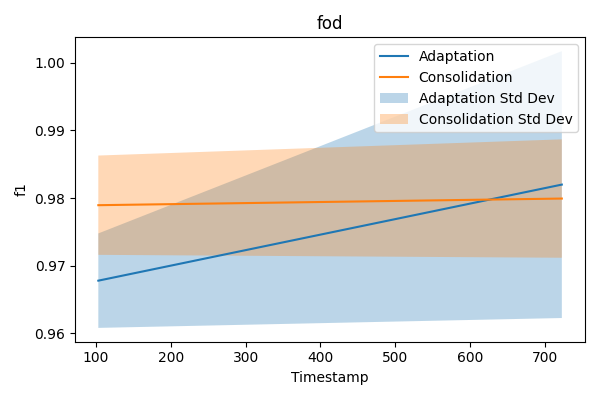 fod
Adaptation
Consolidation
Adaptation Std Dev
Consolidation Std Dev
1.00
0.99
0.98
0.97
0.96
f1
100 200 300 400 500 600 700
Timestamp